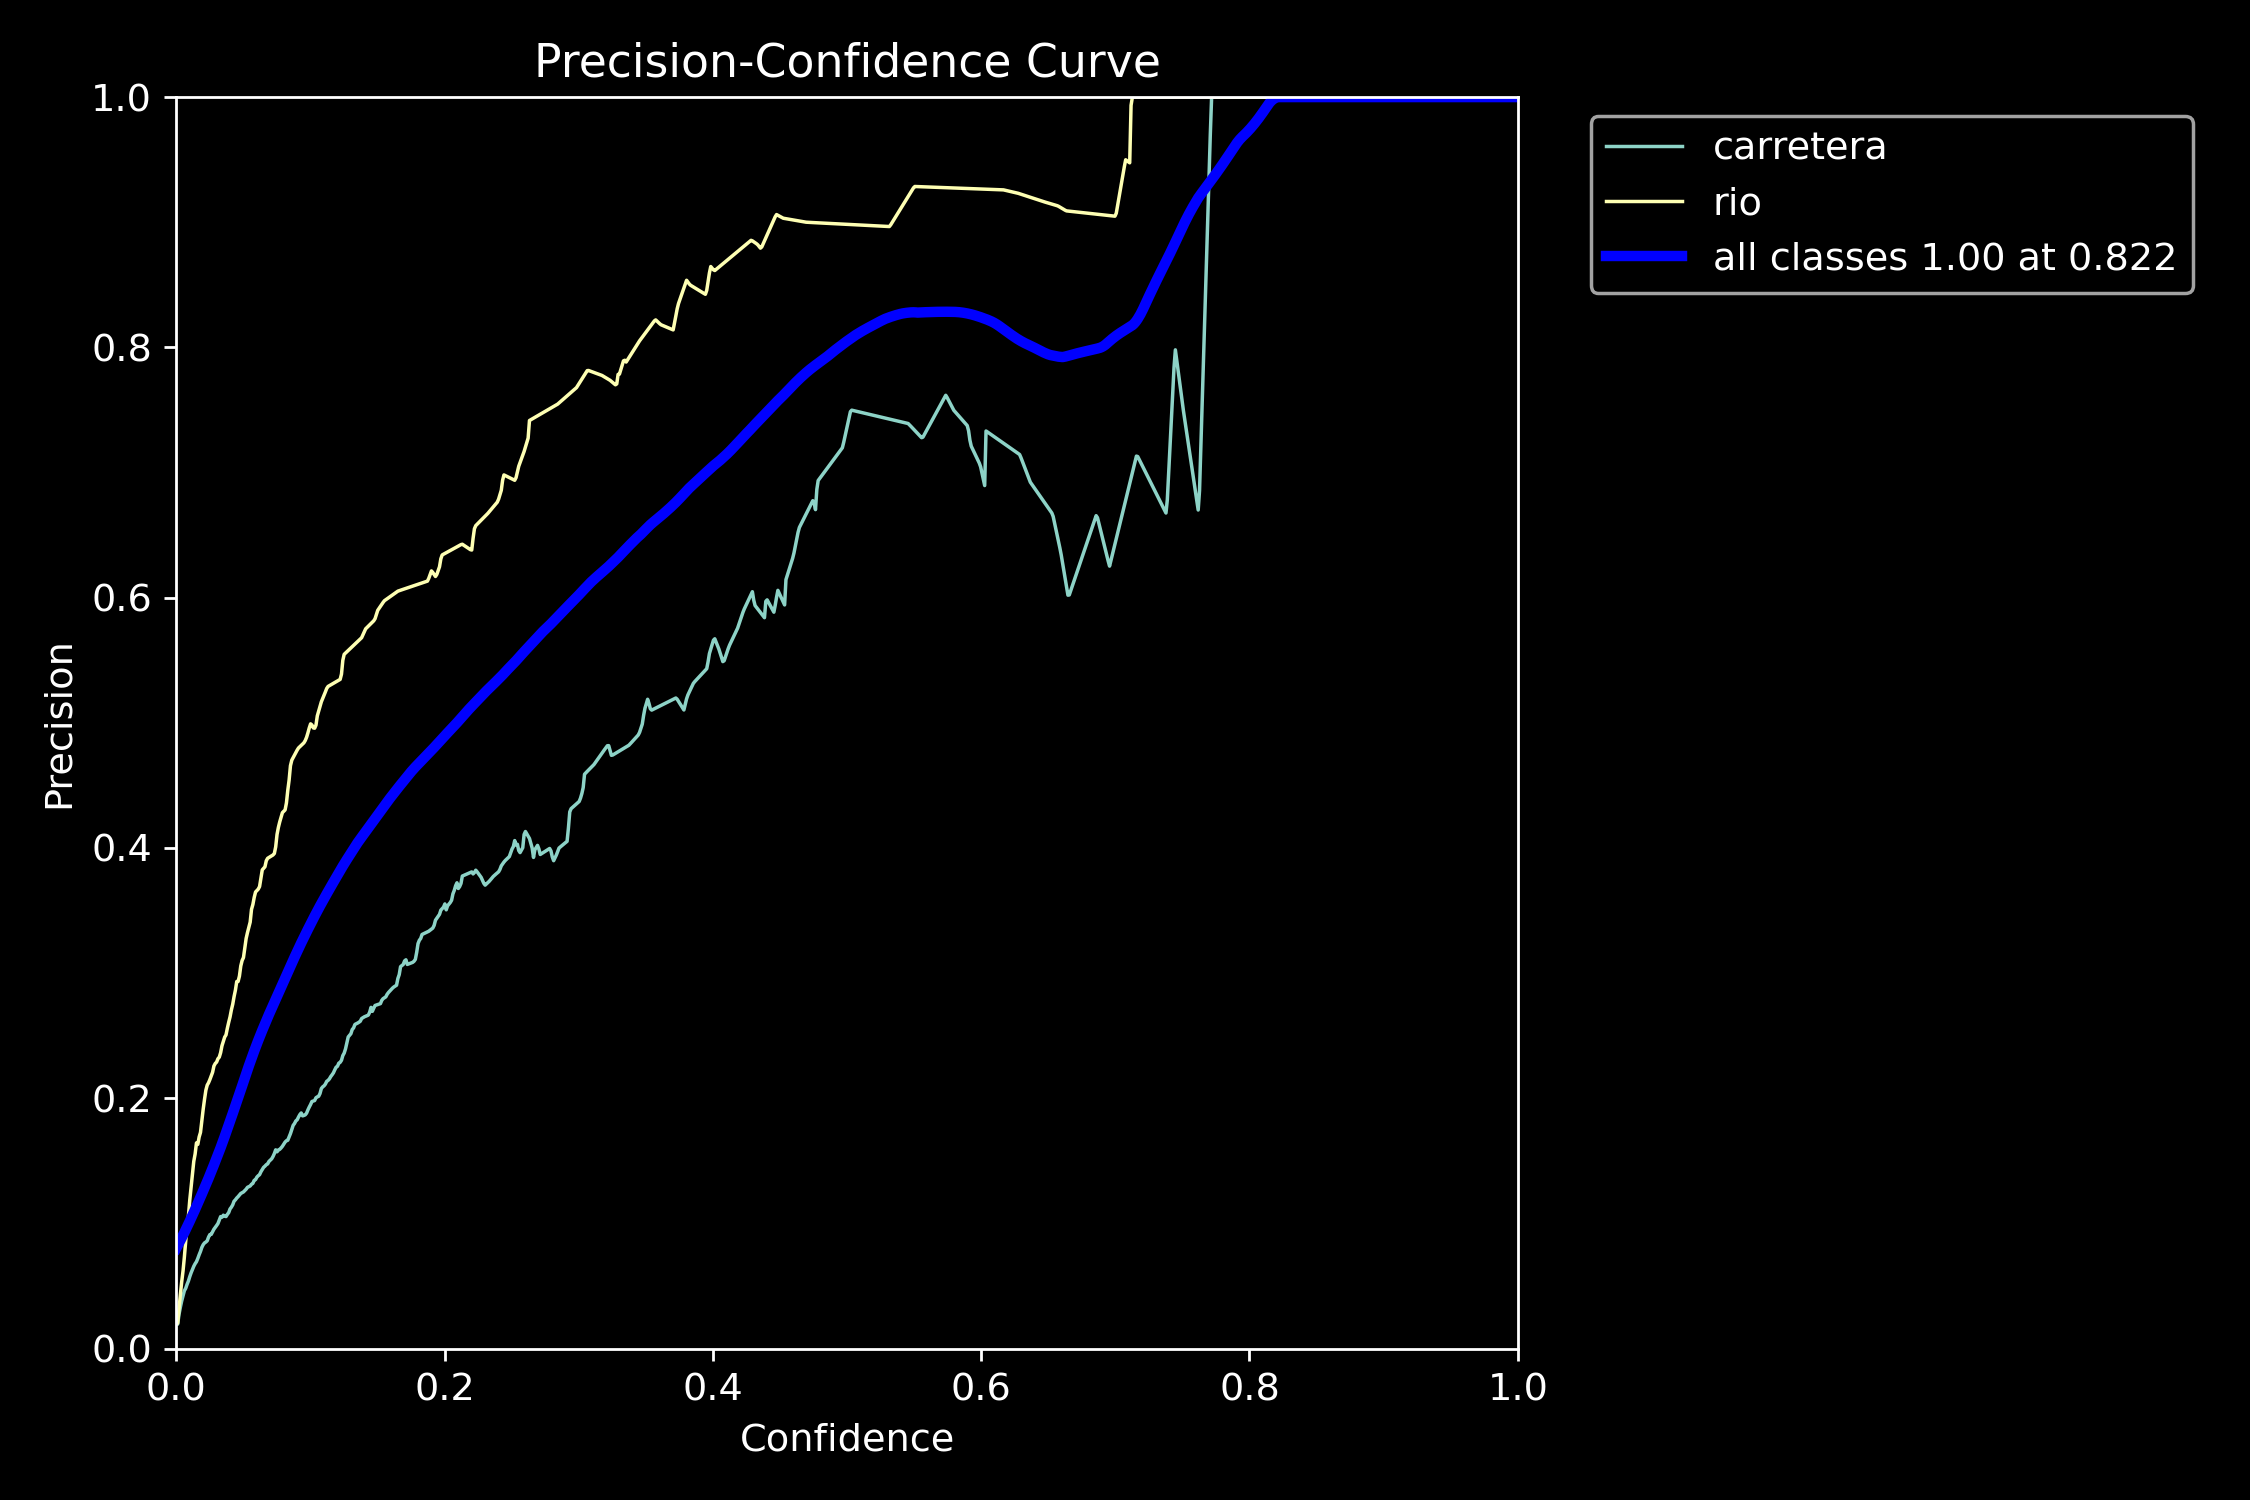 Precision-Confidence Curve
carretera
rio
all classes 1.00 at 0.822
Precision
1.0
0.8
0.6
0.4
0.2
0.0
0.0 0.2 0.4 0.6 0.8 1.0
Confidence